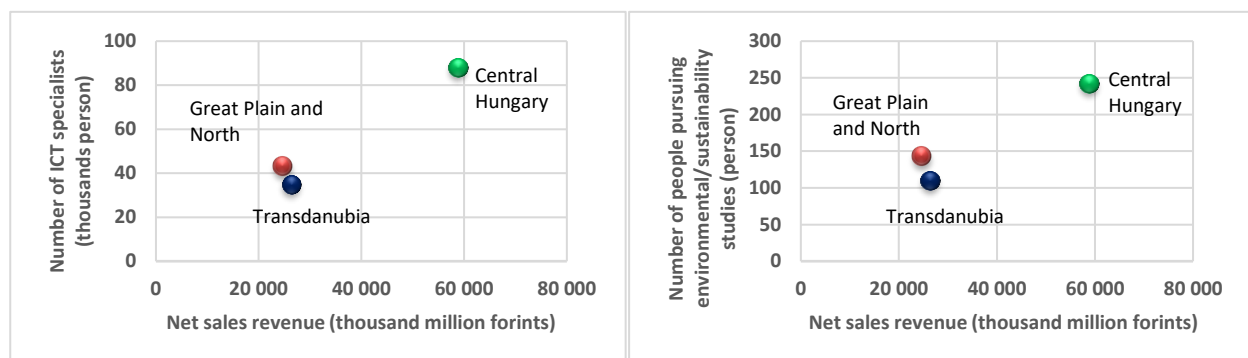 Number of ICT specialists
(thousands person)
100
80
60
40
20
0
Great Plain and
North
Central
Hungary
Transdanubia
0
20 000
40 000
60 000
80 000
Net sales revenue (thousand million forints)
Number of people pursuing
environmental/sustainability
studies (person)
300
250
200
150
100
50
0
Great Plain
and North
Central
Hungary
Transdanubia
0
20 000
40 000
60 000
80 000
Net sales revenue (thousand million forints)